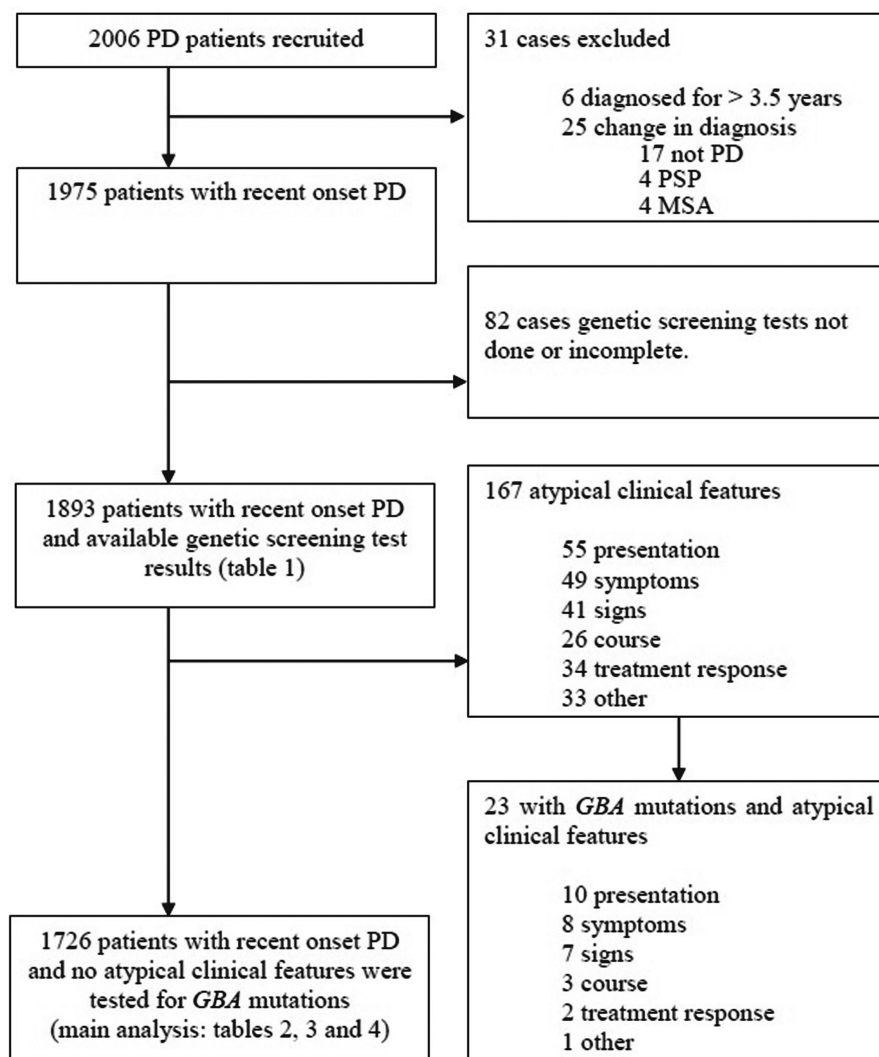 2006 PD patients recruited
31 cases excluded
6 diagnosed for > 3.5 years
25 change in diagnosis
17 not PD
4 PSP
4 MSA
1975 patients with recent onset PD
82 cases genetic screening tests not
done or incomplete.
1893 patients with recent onset PD
and available genetic screening test
results (table 1)
167 atypical clinical features
55 presentation
49 symptoms
41 signs
26 course
34 treatment response
33 other
23 with GBA mutations and atypical
clinical features
10 presentation
8 symptoms
7 signs
3 course
2 treatment response
1 other
1726 patients with recent onset PD
and no atypical clinical features were
tested for GBA mutations
(main analysis: tables 2, 3 and 4)